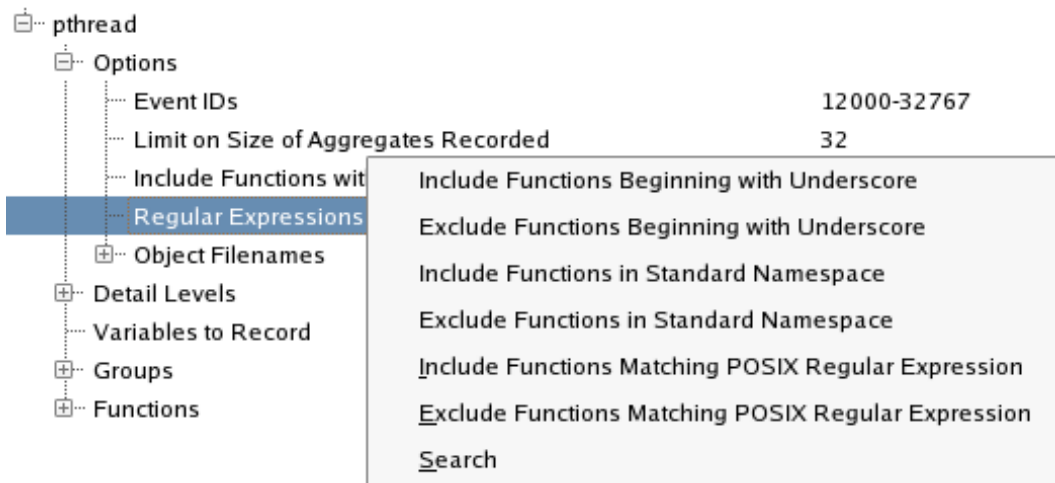 pthread
Options
Event IDs 12000-32767
Limit on Size of Aggregates Recorded 32
Include Functions wit
Regular Expressions
Object Filenames
Detail Levels
Variables to Record
Groups
Functions
Include Functions Beginning with Underscore
Exclude Functions Beginning with Underscore
Include Functions in Standard Namespace
Exclude Functions in Standard Namespace
Include Functions Matching POSIX Regular Expression
Exclude Functions Matching POSIX Regular Expression
Search